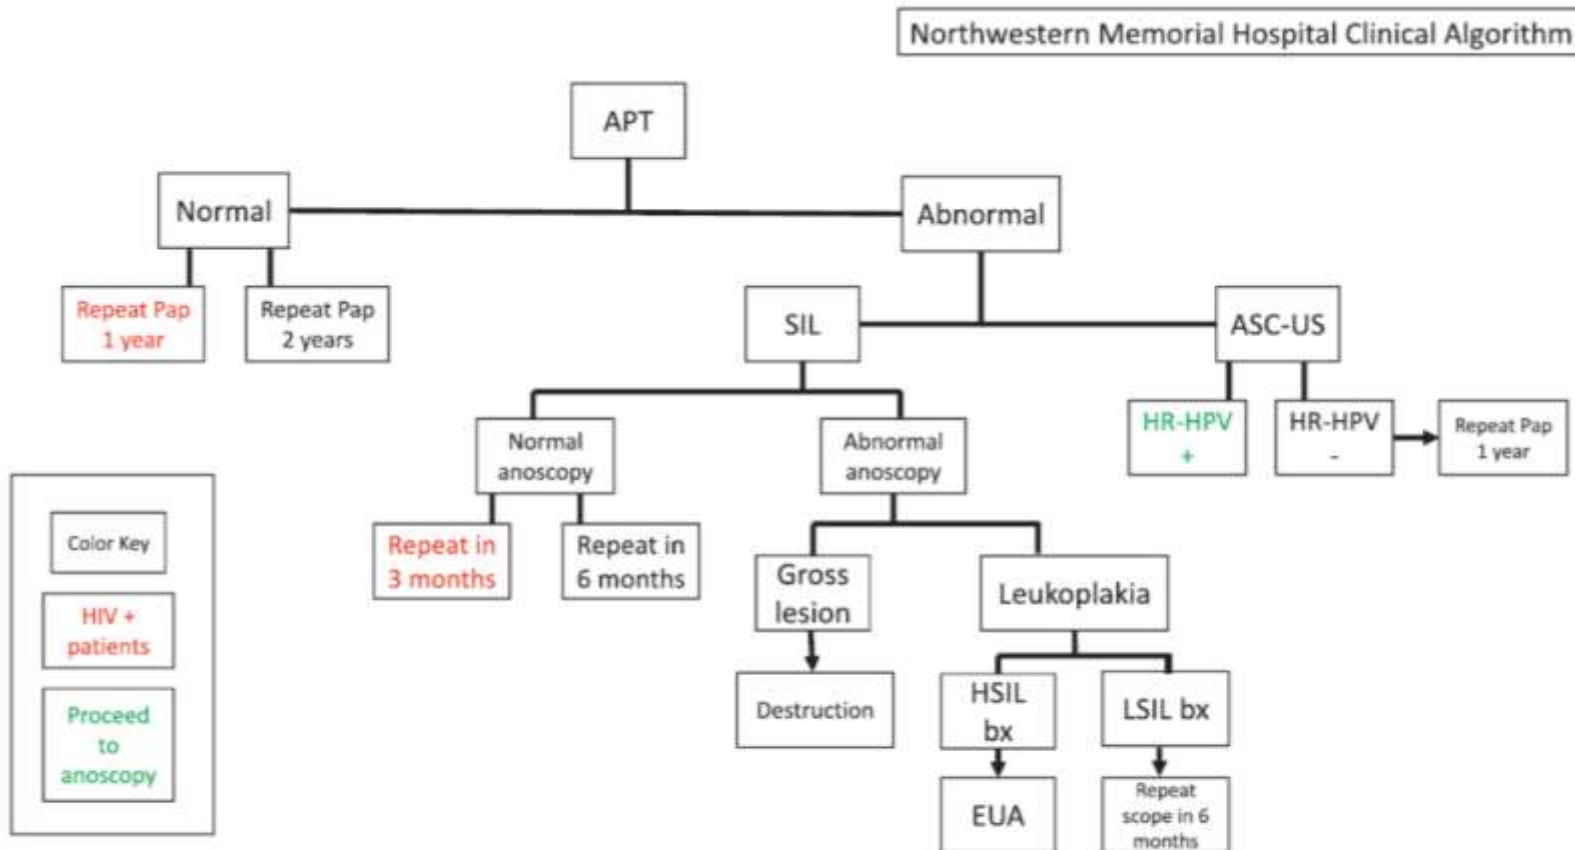 Northwestern Memorial Hospital Clinical Algorithm
APT
Normal
Abnormal
Repeat Pap
1 year
Repeat Pap
2 years
SIL
ASC-US
HR-HPV
+
HR-HPV
-
Repeat Pap
1 year
Normal
anoscopy
Abnormal
anoscopy
Repeat in
3 months
Repeat in
6 months
Gross
lesion
Leukoplakia
Destruction
HSIL
bx
LSIL bx
EUA
Repeat
scope in 6
months
Color Key
HIV +
patients
Proceed
to
anoscopy